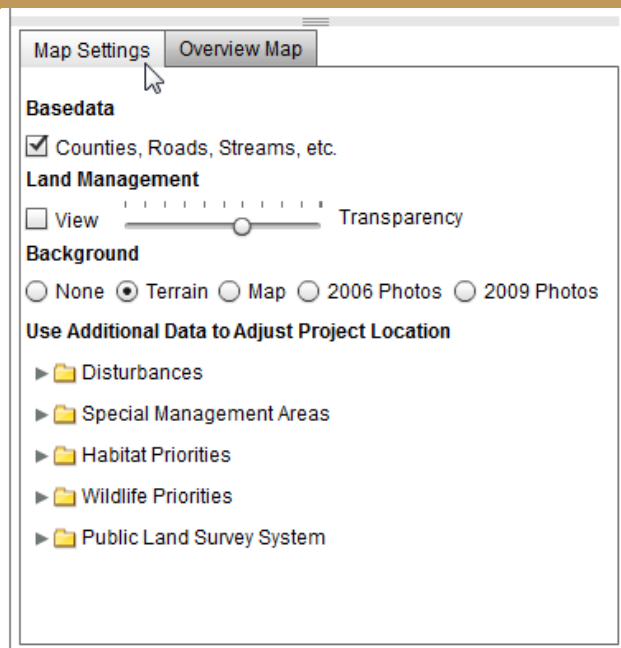 Map Settings Overview Map
Basedata
Counties, Roads, Streams, etc.
Land Management
View Transparency
Background
None Terrain Map 2006 Photos 2009 Photos
Use Additional Data to Adjust Project Location
Disturbances
Special Management Areas
Habitat Priorities
Wildlife Priorities
Public Land Survey System